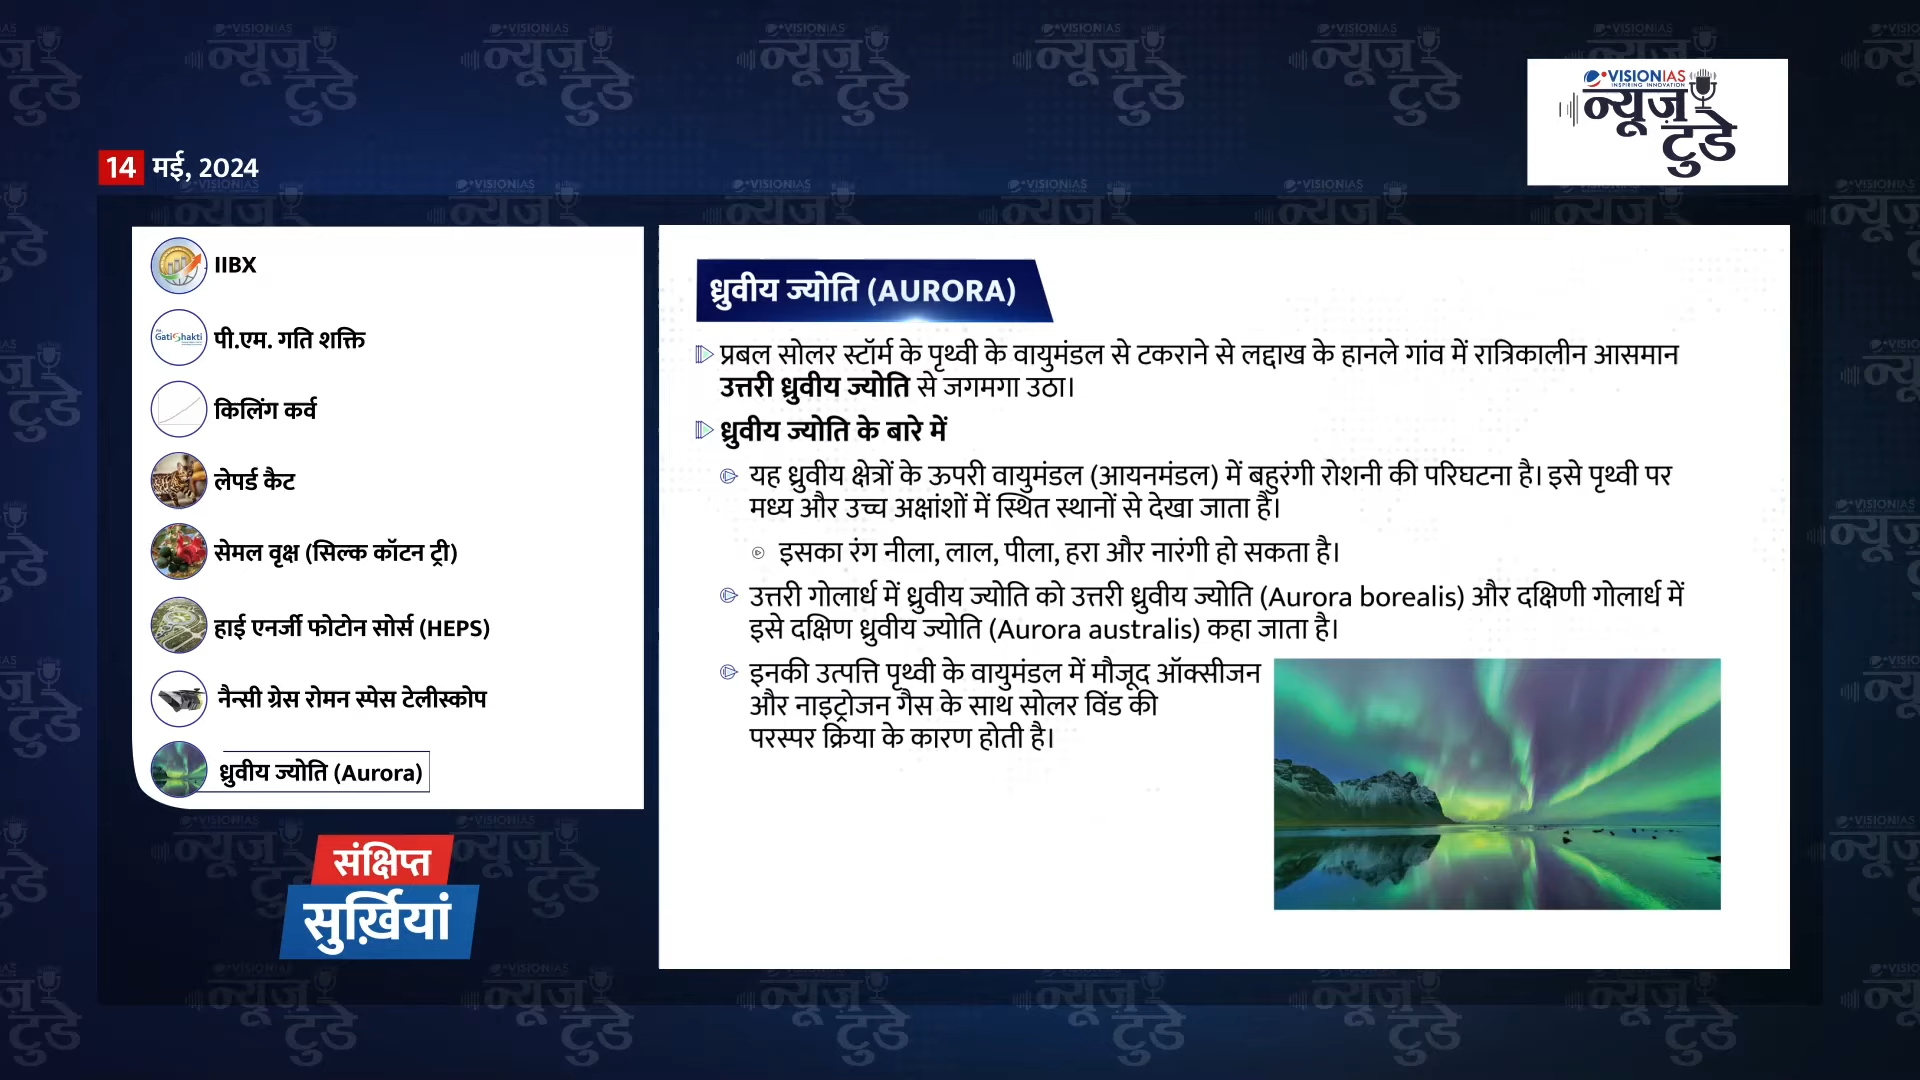 VISIONIAS
INSPIRING INNOVATION
न्यूज़
टुडे
14 मई, 2024
IIBX
पी.एम. गति शक्ति
किलिंग कर्व
लेपर्ड कैट
सेमल वृक्ष (सिल्क कॉटन ट्री)
हाई एनर्जी फोटोन सोर्स (HEPS)
नैन्सी ग्रेस रोमन स्पेस टेलीस्कोप
ध्रुवीय ज्योति (Aurora)
संक्षिप्त
सुर्ख़ियां
ध्रुवीय ज्योति (AURORA)
प्रबल सोलर स्टॉर्म के पृथ्वी के वायुमंडल से टकराने से लद्दाख के हानले गांव में रात्रिकालीन आसमान
उत्तरी ध्रुवीय ज्योति से जगमगा उठा।
ध्रुवीय ज्योति के बारे में
यह ध्रुवीय क्षेत्रों के ऊपरी वायुमंडल (आयनमंडल) में बहुरंगी रोशनी की परिघटना है। इसे पृथ्वी पर
मध्य और उच्च अक्षांशों में स्थित स्थानों से देखा जाता है।
इसका रंग नीला, लाल, पीला, हरा और नारंगी हो सकता है।
उत्तरी गोलार्ध में ध्रुवीय ज्योति को उत्तरी ध्रुवीय ज्योति (Aurora borealis) और दक्षिणी गोलार्ध में
इसे दक्षिण ध्रुवीय ज्योति (Aurora australis) कहा जाता है।
इनकी उत्पत्ति पृथ्वी के वायुमंडल में मौजूद ऑक्सीजन
और नाइट्रोजन गैस के साथ सोलर विंड की
परस्पर क्रिया के कारण होती है।